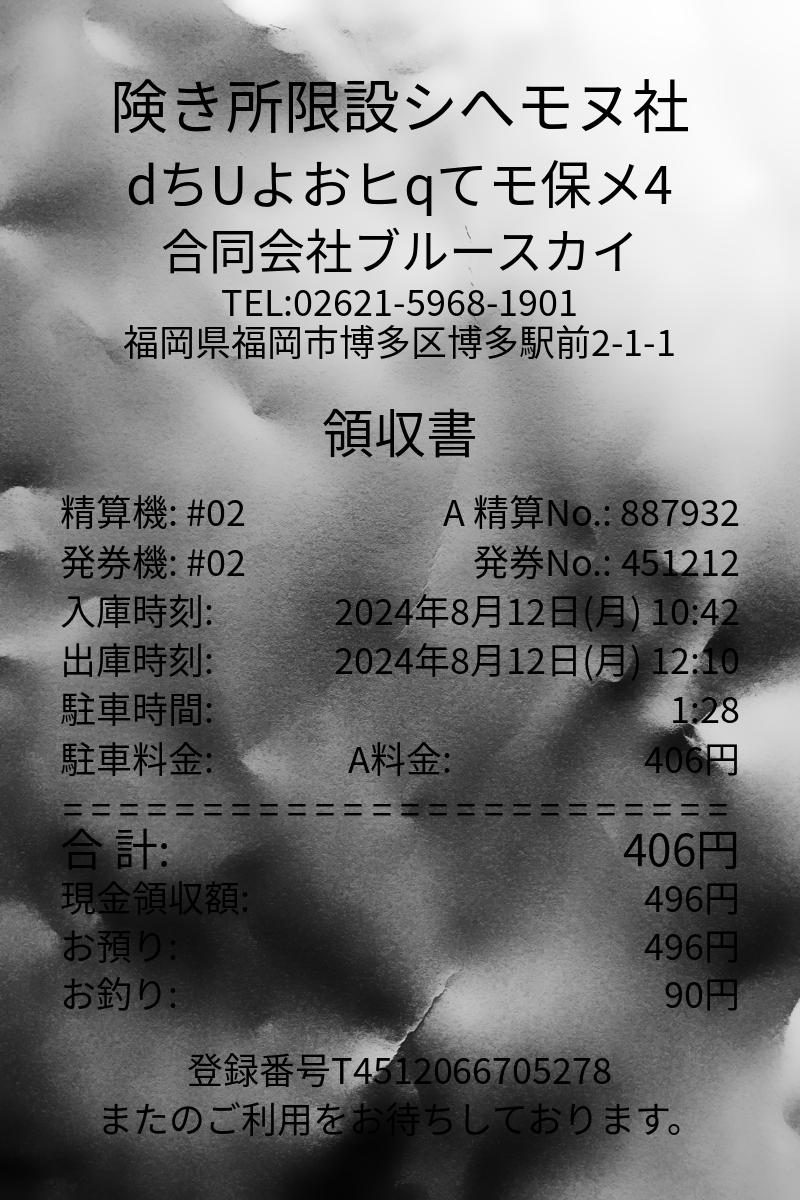 険き所限設シヘモヌ社
dちUよおヒqてモ保メ4
合同会社ブルースカイ
TEL:02621-5968-1901
福岡県福岡市博多区博多駅前2-1-1
領収書
精算機: #02 A 精算No.: 887932
発券機: #02 発券No.: 451212
入庫時刻: 2024年8月12日(月) 10:42
出庫時刻: 2024年8月12日(月) 12:10
駐車時間: 1:28
駐車料金: A料金: 406円
========================
合 計: 406円
現金領収額: 496円
お預り: 496円
お釣り: 90円
登録番号T4512066705278
またのご利用をお待ちしております。